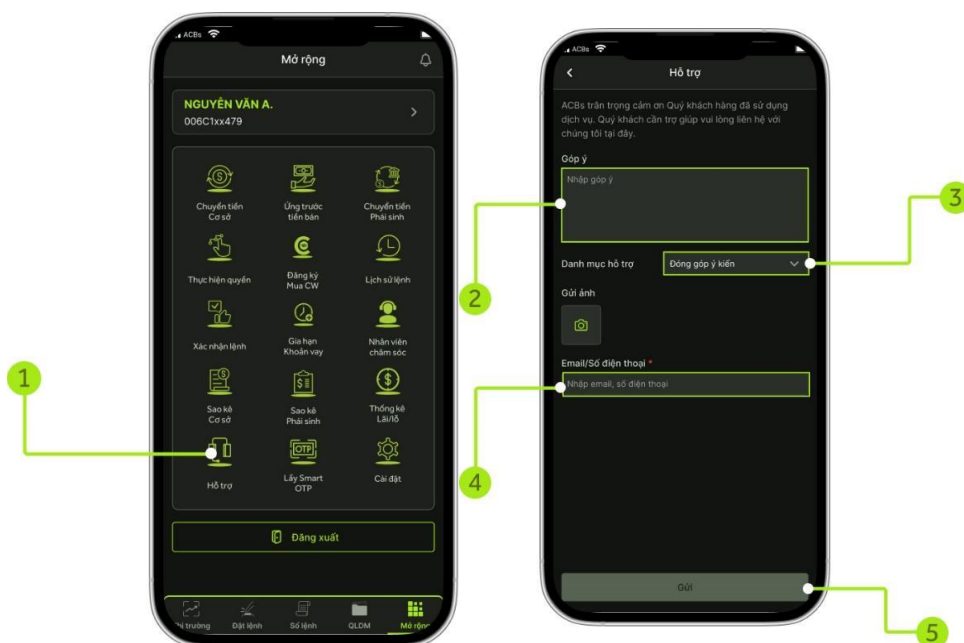 ACBs
Mở rộng
NGUYỄN VĂN A.
006C1xx479
Chuyển tiền
Cơ sở
Ứng trước
tiền bán
Chuyển tiền
Phái sinh
Thực hiện quyền
Đăng ký
Mua CW
Lịch sử lệnh
Xác nhận lệnh
Gia hạn
Khoản vay
Nhân viên
chăm sóc
Sao kê
Cơ sở
Sao kê
Phái sinh
Thống kê
Lãi/lỗ
Hỗ trợ
OTP
Lấy Smart
OTP
Cài đặt
Đăng xuất
Thị trường
Đặt lệnh
Sổ lệnh
QLDM
Mở rộng
1
ACBs
Hỗ trợ
ACBs trân trọng cảm ơn Quý khách hàng đã sử dụng
dịch vụ. Quý khách cần trợ giúp vui lòng liên hệ với
chúng tôi tại đây.
Góp ý
Nhập góp ý
2
Danh mục hỗ trợ
Đóng góp ý kiến
3
Gửi ảnh
Email/Số điện thoại *
Nhập email, số điện thoại
4
Gửi
5